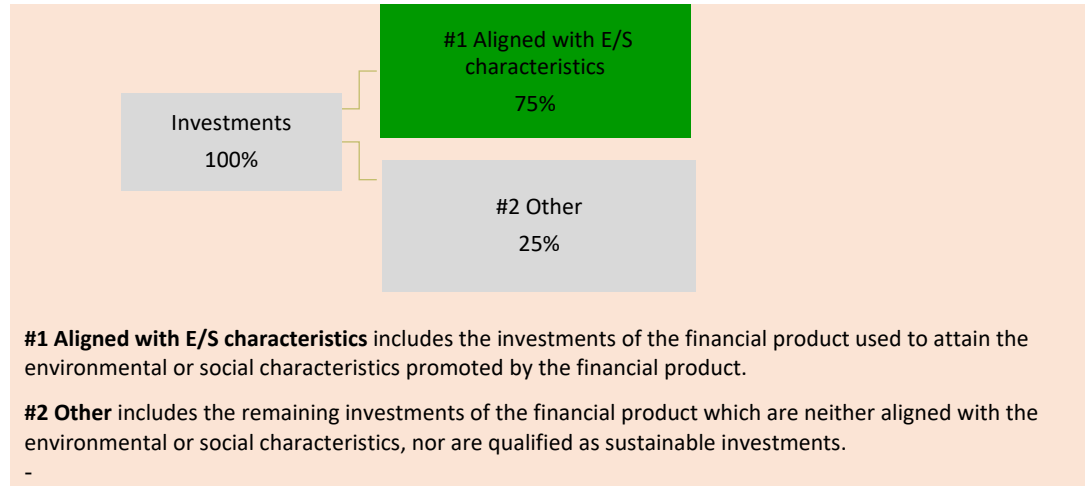 #1 Aligned with E/S
characteristics
75%
Investments
100%
#2 Other
25%
#1 Aligned with E/S characteristics includes the investments of the financial product used to attain the
environmental or social characteristics promoted by the financial product.
#2 Other includes the remaining investments of the financial product which are neither aligned with the
environmental or social characteristics, nor are qualified as sustainable investments.
-